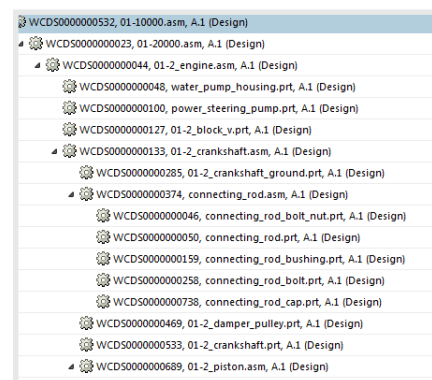 WCDS0000000532, 01-10000.asm, A.1 (Design)
WCDS0000000023, 01-20000.asm, A.1 (Design)
WCDS0000000044, 01-2_engine.asm, A.1 (Design)
WCDS0000000048, water_pump_housing.prt, A.1 (Design)
WCDS0000000100, power_steering_pump.prt, A.1 (Design)
WCDS0000000127, 01-2_block_v.prt, A.1 (Design)
WCDS0000000133, 01-2_crankshaft.asm, A.1 (Design)
WCDS0000000285, 01-2_crankshaft_ground.prt, A.1 (Design)
WCDS0000000374, connecting_rod.asm, A.1 (Design)
WCDS0000000046, connecting_rod_bolt_nut.prt, A.1 (Design)
WCDS0000000050, connecting_rod.prt, A.1 (Design)
WCDS0000000159, connecting_rod_bushing.prt, A.1 (Design)
WCDS0000000258, connecting_rod_bolt.prt, A.1 (Design)
WCDS0000000738, connecting_rod_cap.prt, A.1 (Design)
WCDS0000000469, 01-2_damper_pulley.prt, A.1 (Design)
WCDS0000000533, 01-2_crankshaft.prt, A.1 (Design)
WCDS0000000689, 01-2_piston.asm, A.1 (Design)